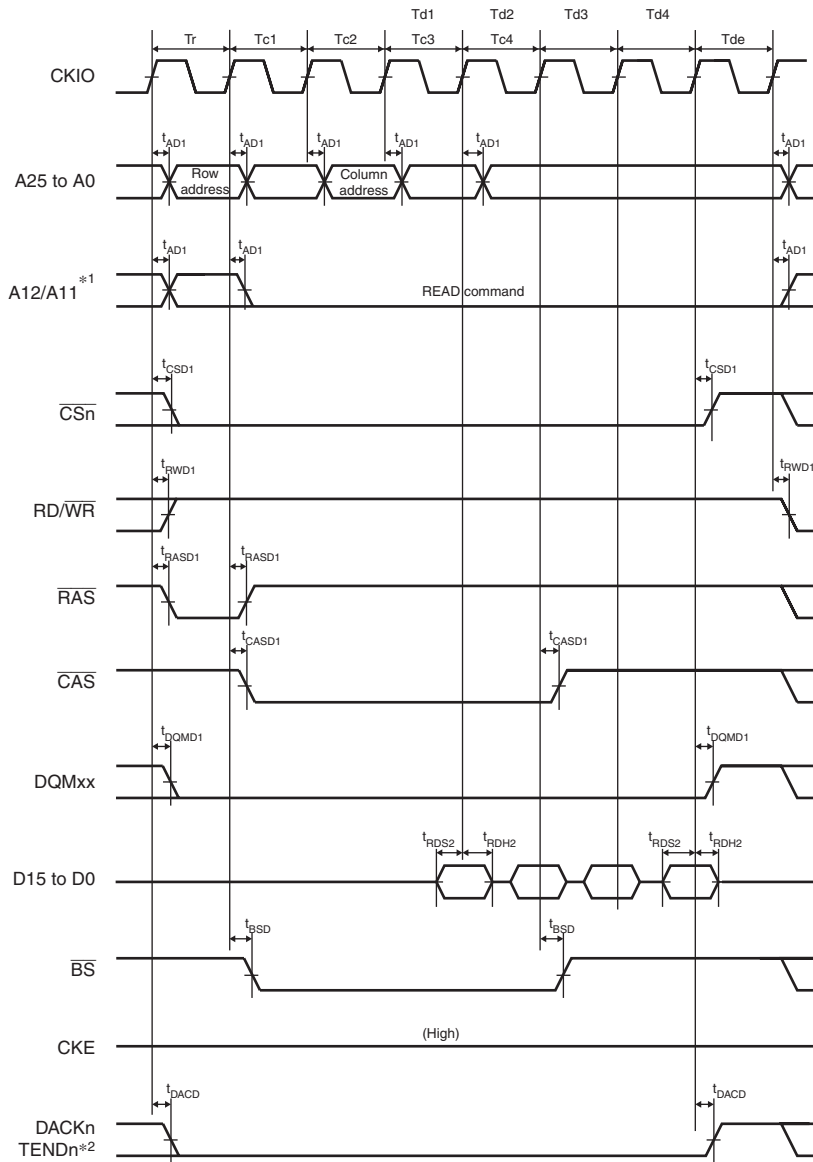 Td1 Td2 Td3 Td4
Tr Tc1 Tc2 Tc3 Tc4 Tde
CKIO
tAD1 tAD1 tAD1 tAD1 tAD1 tAD1
A25 to A0 Row address Column address
tAD1 tAD1 tAD1
A12/A11*1 READ command
tCSD1 tCSD1
CSn
tRWD1 tRWD1
RD/WR
tRASD1 tRASD1
RAS
tCASD1 tCASD1
CAS
tDQMD1 tDQMD1
DQMxx
tRDS2 tRDH2 tRDS2 tRDH2
D15 to D0
tBSD tBSD
BS
(High)
CKE
tDACD tDACD
DACKn
TENDn*2